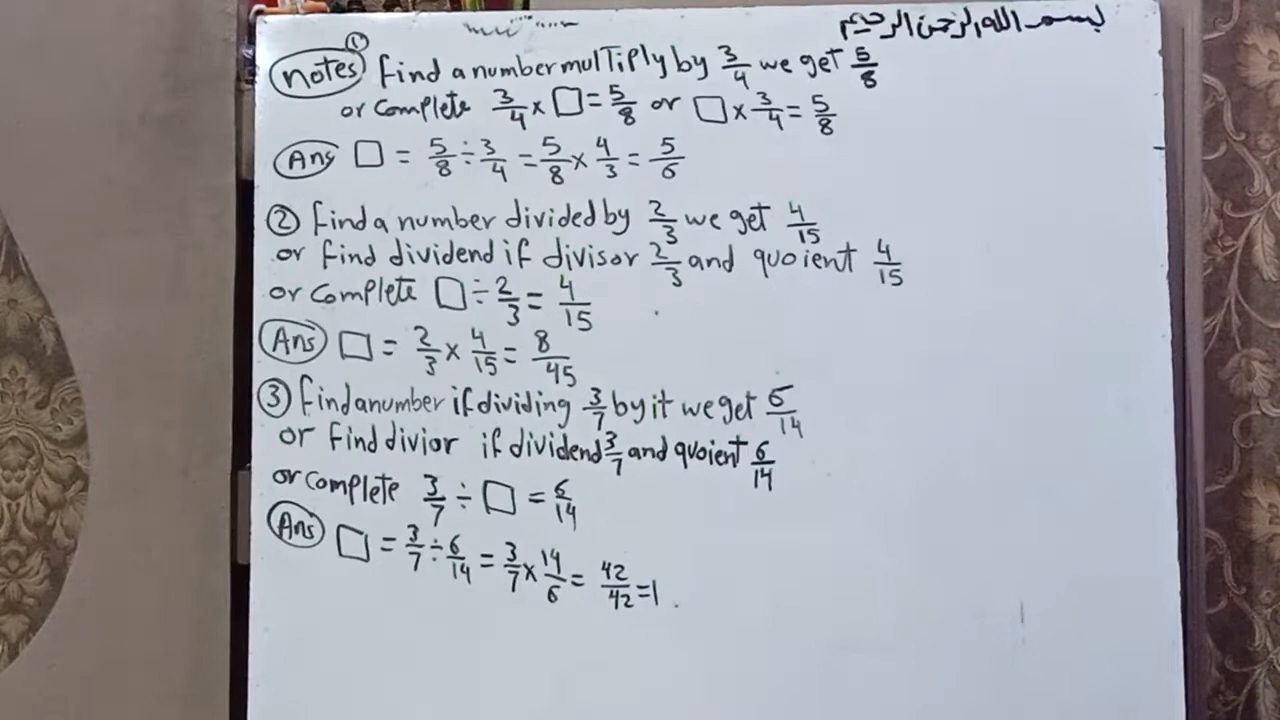 بسم الله الرحمن الرحيم
notes ① Find a number multiply by 3/4 we get 5/8
or complete 3/4 × □ = 5/8 or □ × 3/4 = 5/8
Ans □ = 5/8 ÷ 3/4 = 5/8 × 4/3 = 5/6
② Find a number divided by 2/3 we get 4/15
or find dividend if divisor 2/3 and quoient 4/15
or complete □ ÷ 2/3 = 4/15
Ans □ = 2/3 × 4/15 = 8/45
③ Find a number if dividing 3/7 by it we get 6/14
or find divior if dividend 3/7 and quoient 6/14
or complete 3/7 ÷ □ = 6/14
Ans □ = 3/7 ÷ 6/14 = 3/7 × 14/6 = 42/42 = 1 .